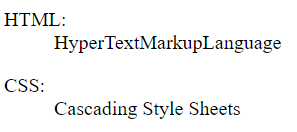 HTML:
HyperTextMarkupLanguage
CSS:
Cascading Style Sheets